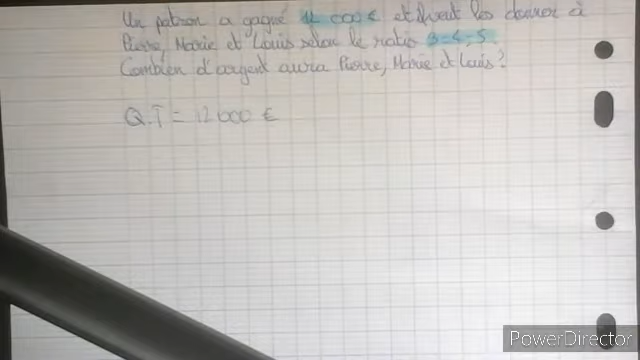 Un patron a gagné 12 000 € et il veut les donner à
Pierre, Marie et Louis selon le ratio 3:4:5.
Combien d'argent aura Pierre, Marie et Louis?
Q.T = 12 000 €
PowerDirector